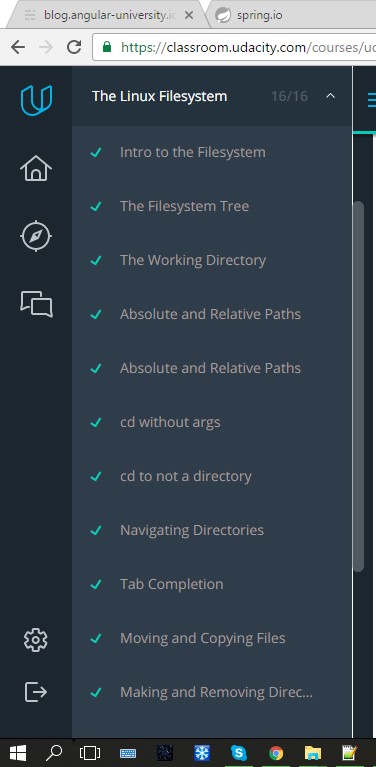 blog.angular-university.io
spring.io
https://classroom.udacity.com/courses/ud
The Linux Filesystem 16/16
Intro to the Filesystem
The Filesystem Tree
The Working Directory
Absolute and Relative Paths
Absolute and Relative Paths
cd without args
cd to not a directory
Navigating Directories
Tab Completion
Moving and Copying Files
Making and Removing Direc...